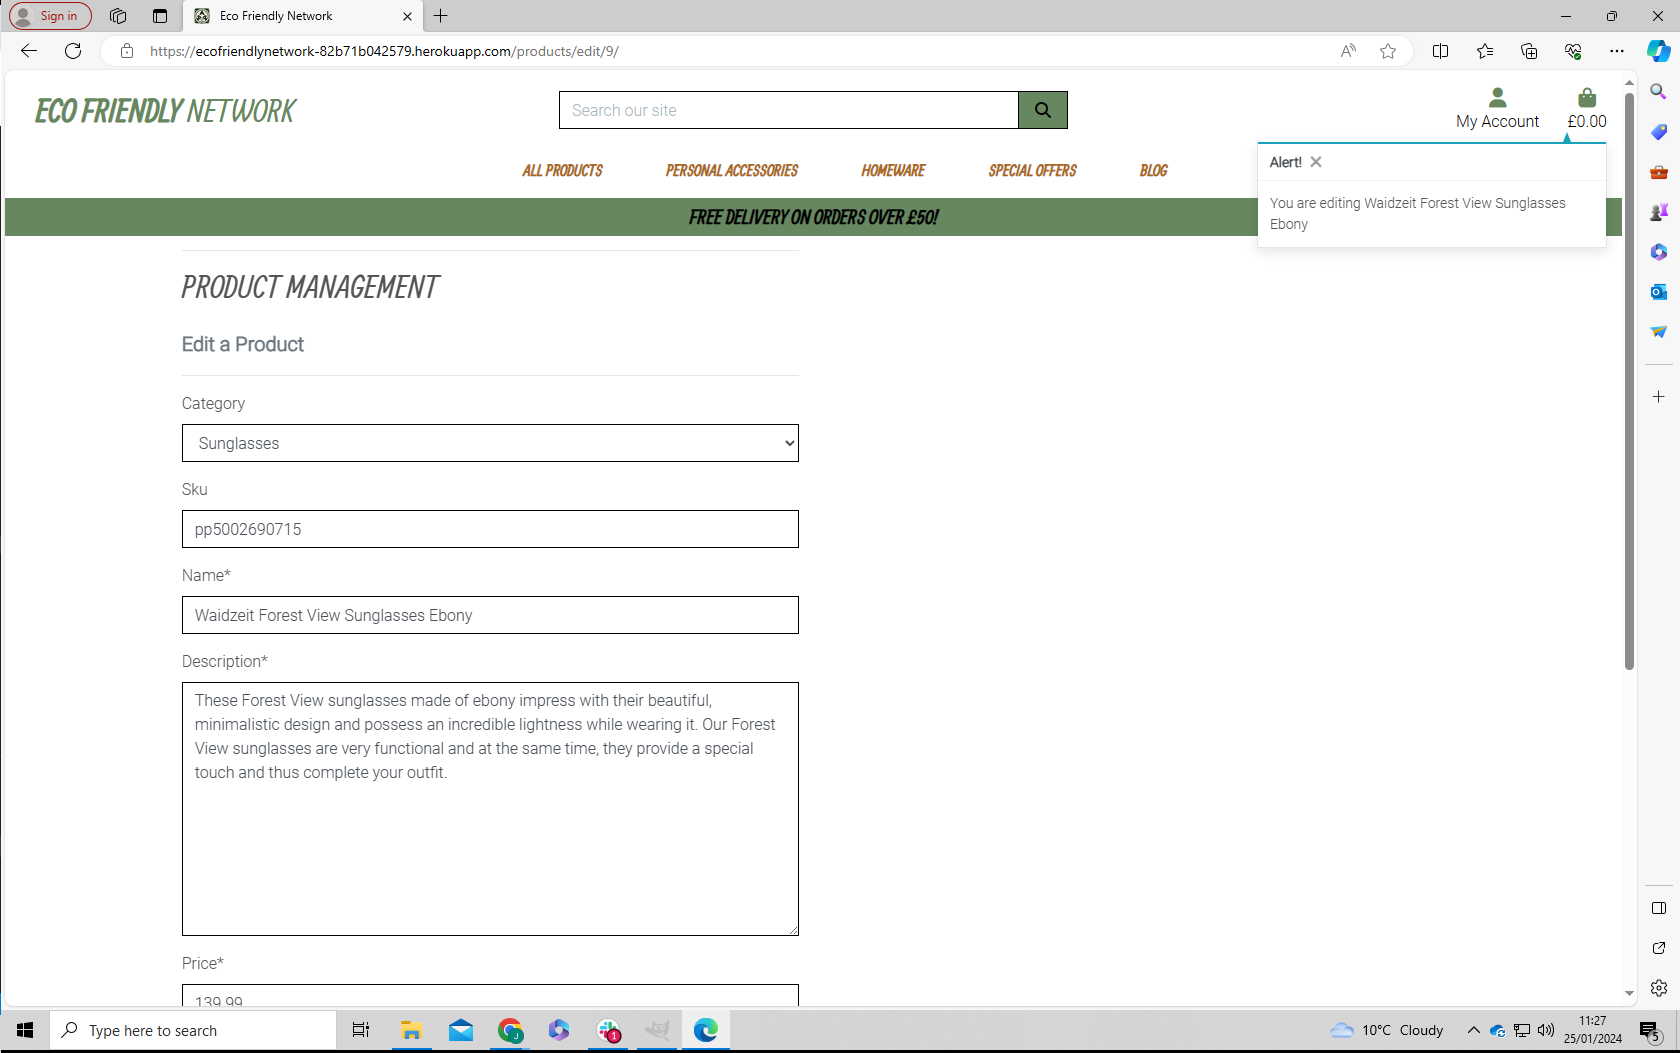 Sign in
Eco Friendly Network
https://ecofriendlynetwork-82b71b042579.herokuapp.com/products/edit/9/
ECO FRIENDLY NETWORK
Search our site
My Account
£0.00
ALL PRODUCTS
PERSONAL ACCESSORIES
HOMEWARE
SPECIAL OFFERS
BLOG
Alert!
You are editing Waidzeit Forest View Sunglasses
Ebony
FREE DELIVERY ON ORDERS OVER £50!
PRODUCT MANAGEMENT
Edit a Product
Category
Sunglasses
Sku
pp5002690715
Name*
Waidzeit Forest View Sunglasses Ebony
Description*
These Forest View sunglasses made of ebony impress with their beautiful,
minimalistic design and possess an incredible lightness while wearing it. Our Forest
View sunglasses are very functional and at the same time, they provide a special
touch and thus complete your outfit.
Price*
139.99
Type here to search
1
10°C Cloudy
11:27
25/01/2024
5